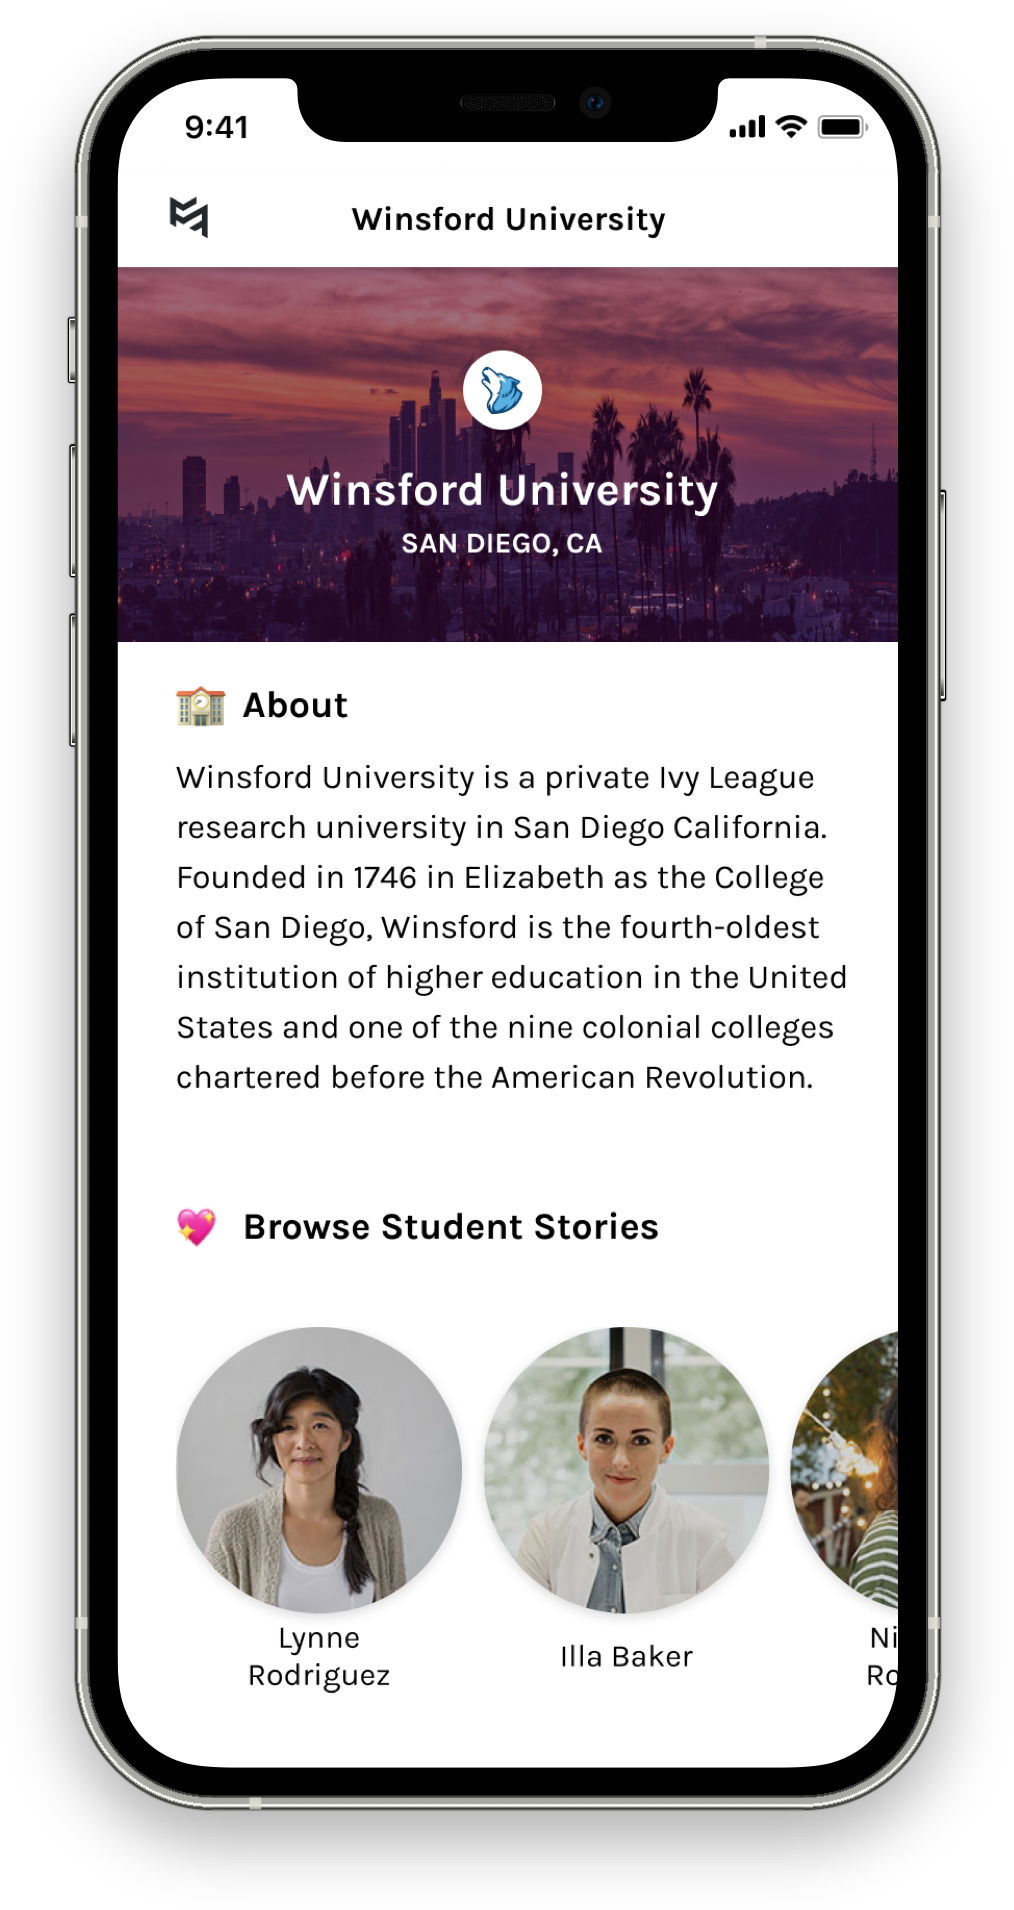 9:41
Winsford University
Winsford University
SAN DIEGO, CA
About
Winsford University is a private Ivy League
research university in San Diego California.
Founded in 1746 in Elizabeth as the College
of San Diego, Winsford is the fourth-oldest
institution of higher education in the United
States and one of the nine colonial colleges
chartered before the American Revolution.
Browse Student Stories
Lynne
Rodriguez
Illa Baker
Ni
Ro